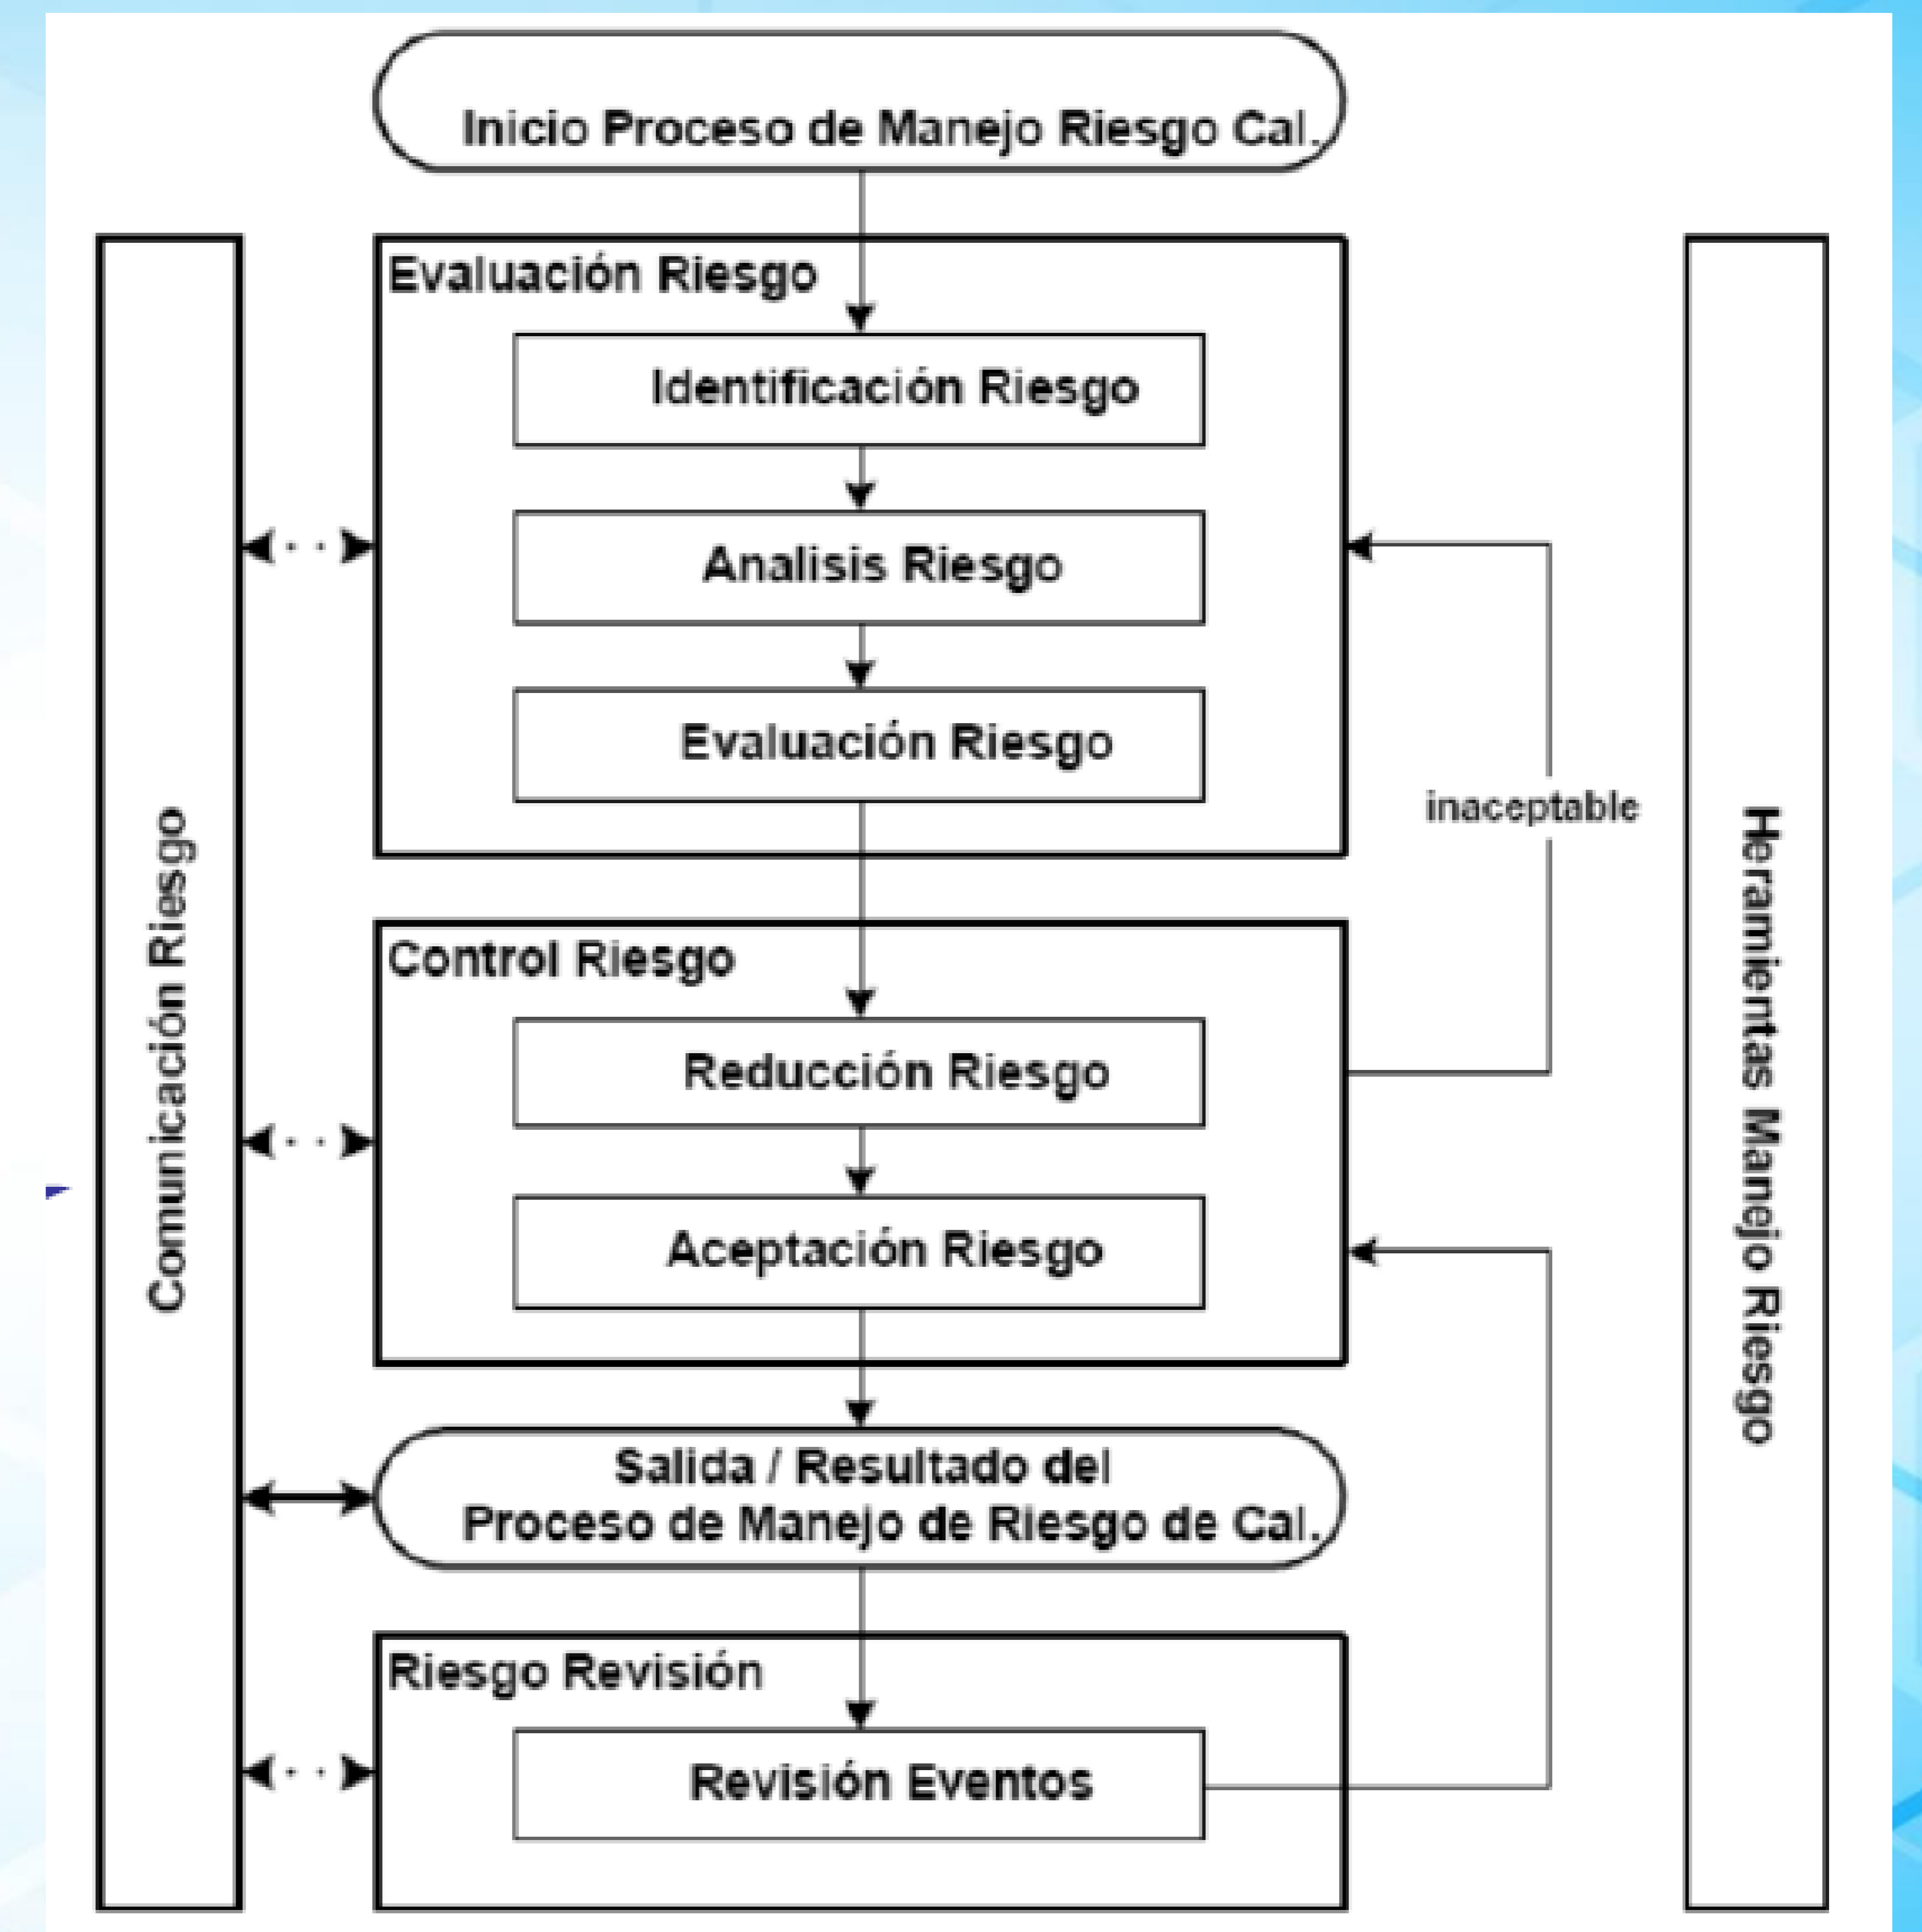 Inicio Proceso de Manejo Riesgo Cal.
Evaluación Riesgo
Identificación Riesgo
Analisis Riesgo
Evaluación Riesgo
inaceptable
Control Riesgo
Reducción Riesgo
Aceptación Riesgo
Salida / Resultado del
Proceso de Manejo de Riesgo de Cal.
Riesgo Revisión
Revisión Eventos
Comunicación Riesgo
Heramientas Manejo Riesgo